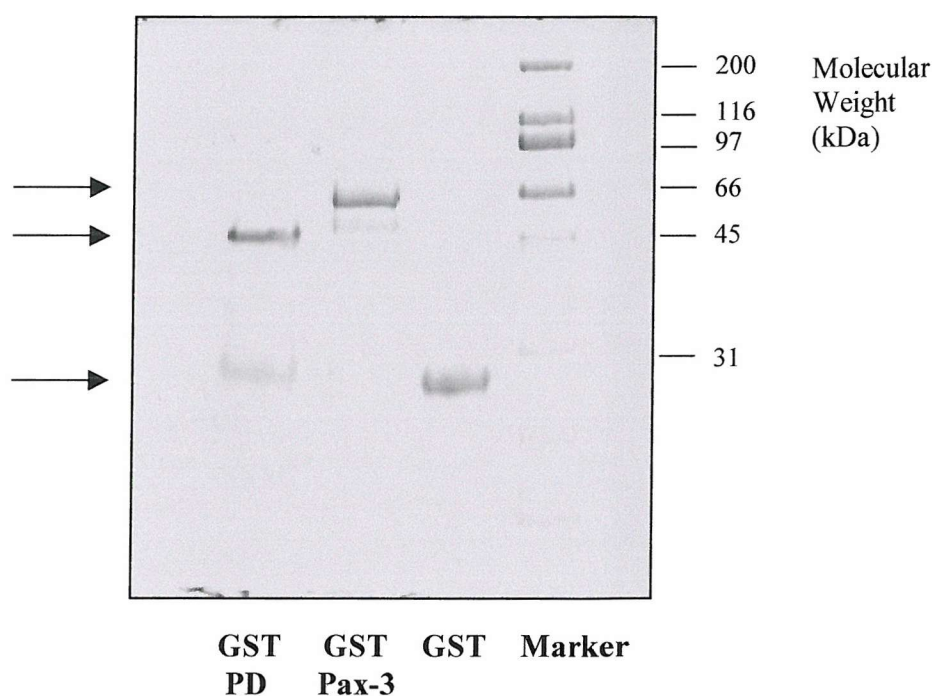 200
116
97
66
45
31
Molecular
Weight
(kDa)
GST
PD
GST
Pax-3
GST
Marker